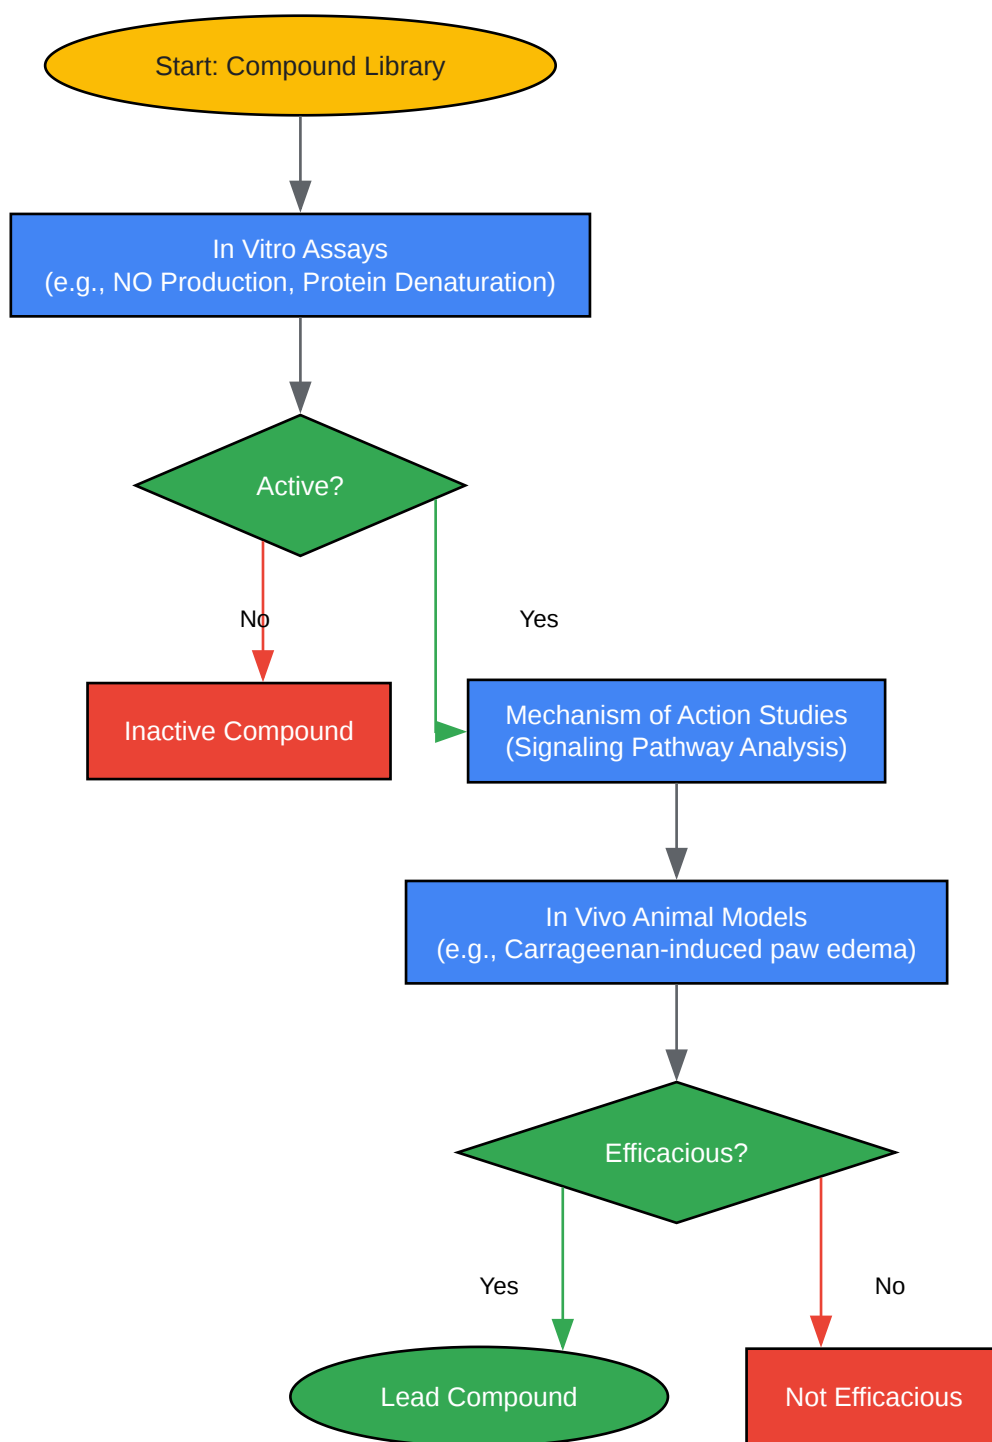 Start: Compound Library
In Vitro Assays
(e.g., NO Production, Protein Denaturation)
Active?
No
Yes
Inactive Compound
Mechanism of Action Studies
(Signaling Pathway Analysis)
In Vivo Animal Models
(e.g., Carrageenan-induced paw edema)
Efficacious?
Yes
No
Lead Compound
Not Efficacious